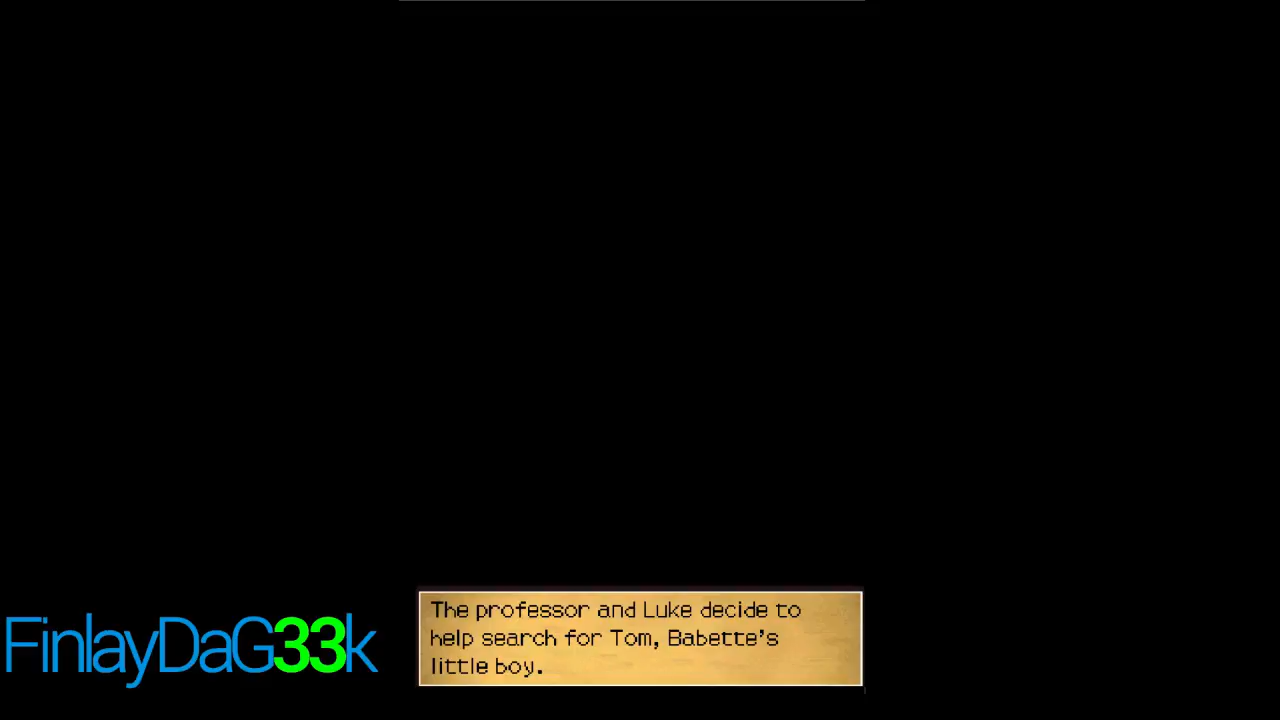 The professor and Luke decide to
help search for Tom, Babette's
little boy.
FinlayDaG33k